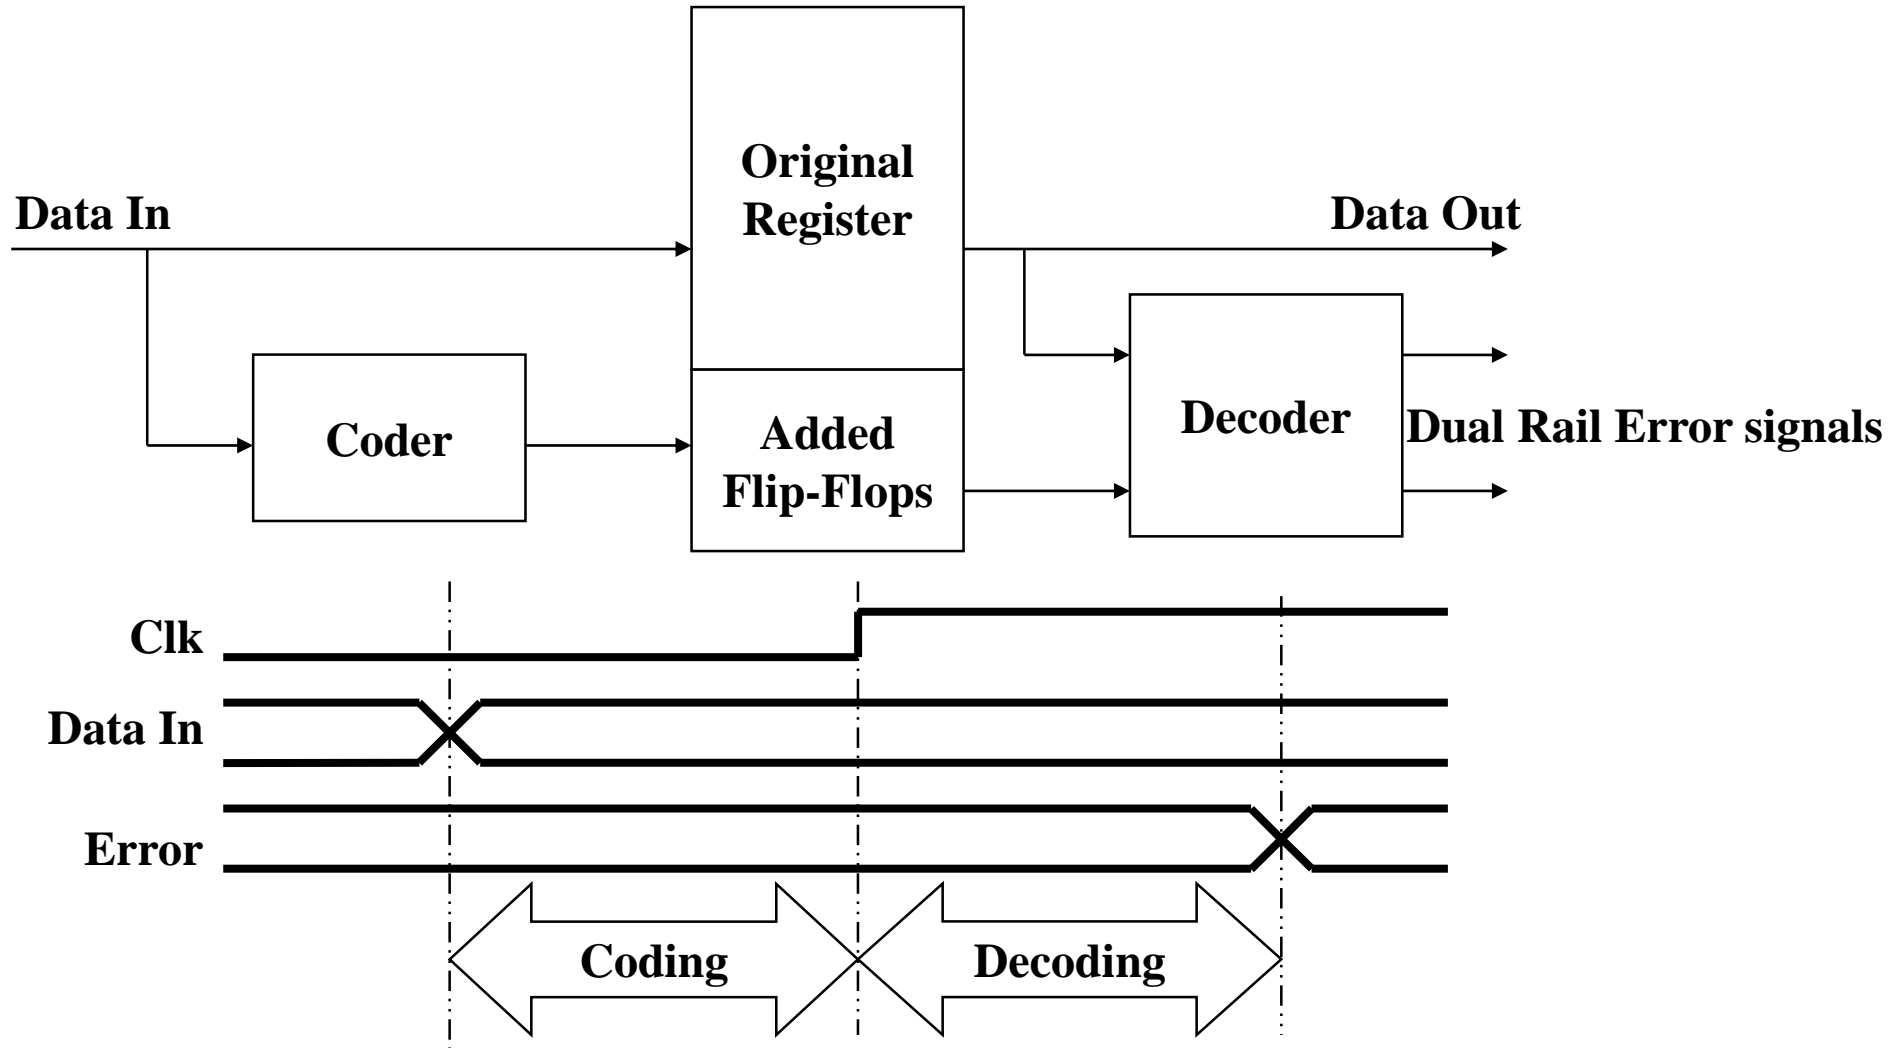 Original
Register
Data In
Data Out
Coder
Added
Flip-Flops
Decoder
Dual Rail Error signals
Clk
Data In
Error
Coding
Decoding